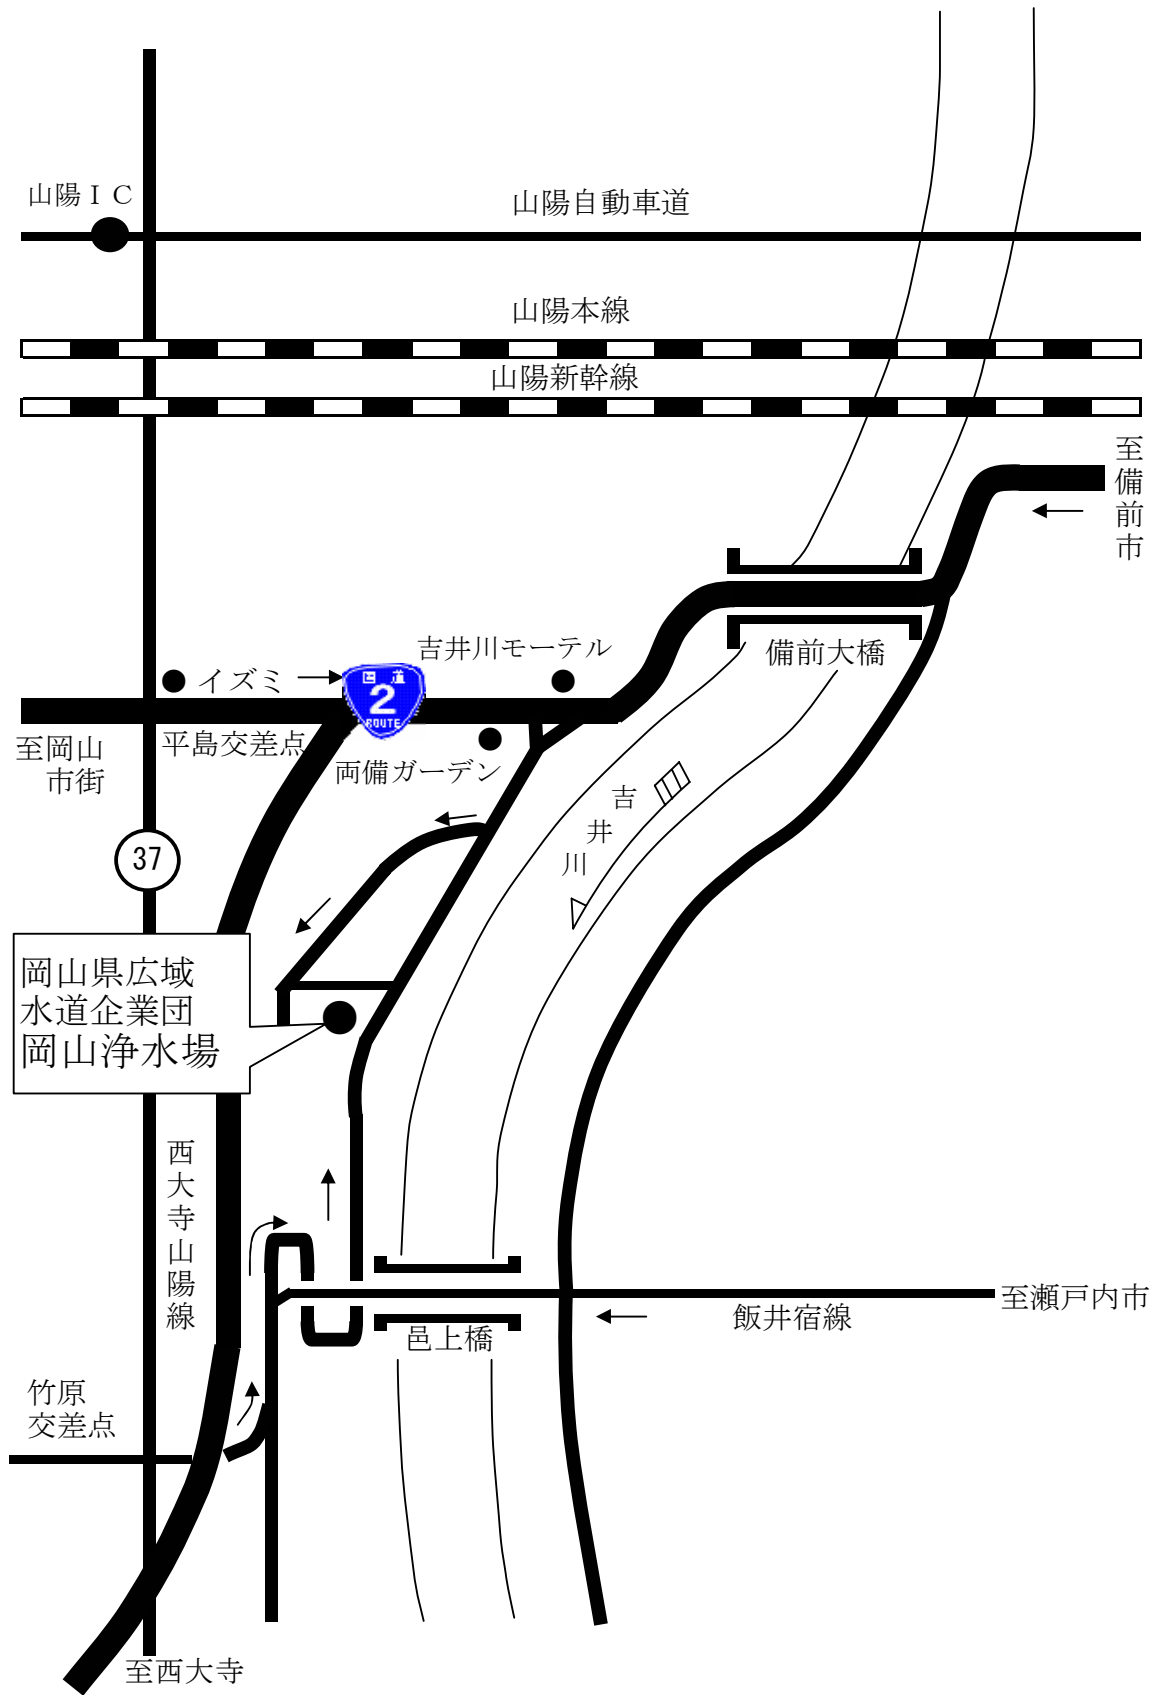 山陽ＩＣ
山陽自動車道
山陽本線
山陽新幹線
至備前市
吉井川モーテル
備前大橋
イズミ
国道
2
ROUTE
至岡山
市街
平島交差点
両備ガーデン
吉井川
37
岡山県広域
水道企業団
岡山浄水場
西大寺山陽線
至瀬戸内市
飯井宿線
邑上橋
竹原
交差点
至西大寺